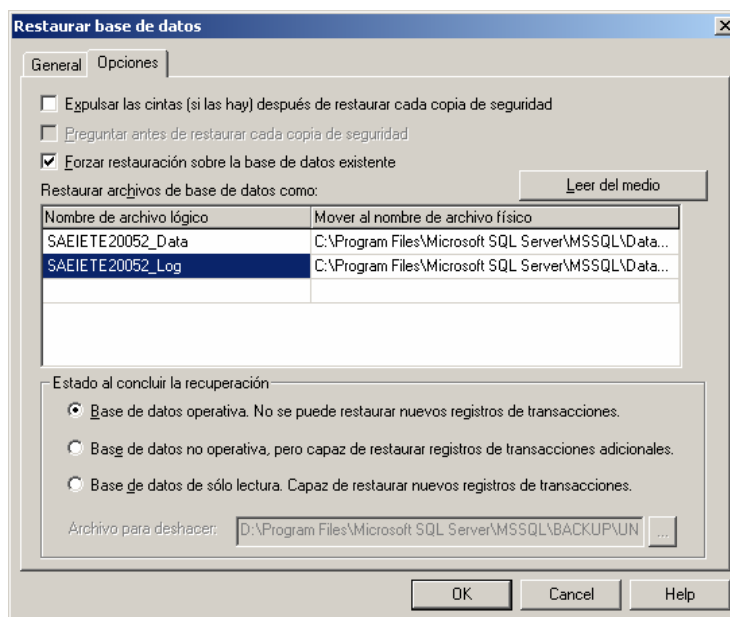 Restaurar base de datos
General Opciones
Expulsar las cintas (si las hay) después de restaurar cada copia de seguridad
Preguntar antes de restaurar cada copia de seguridad
Forzar restauración sobre la base de datos existente
Restaurar archivos de base de datos como: Leer del medio
Nombre de archivo lógico Mover al nombre de archivo físico
SAEIETE20052_Data C:\Program Files\Microsoft SQL Server\MSSQL\Data...
SAEIETE20052_Log C:\Program Files\Microsoft SQL Server\MSSQL\Data...
Estado al concluir la recuperación
Base de datos operativa. No se puede restaurar nuevos registros de transacciones.
Base de datos no operativa, pero capaz de restaurar registros de transacciones adicionales.
Base de datos de sólo lectura. Capaz de restaurar nuevos registros de transacciones.
Archivo para deshacer: D:\Program Files\Microsoft SQL Server\MSSQL\BACKUP\UN ...
OK Cancel Help